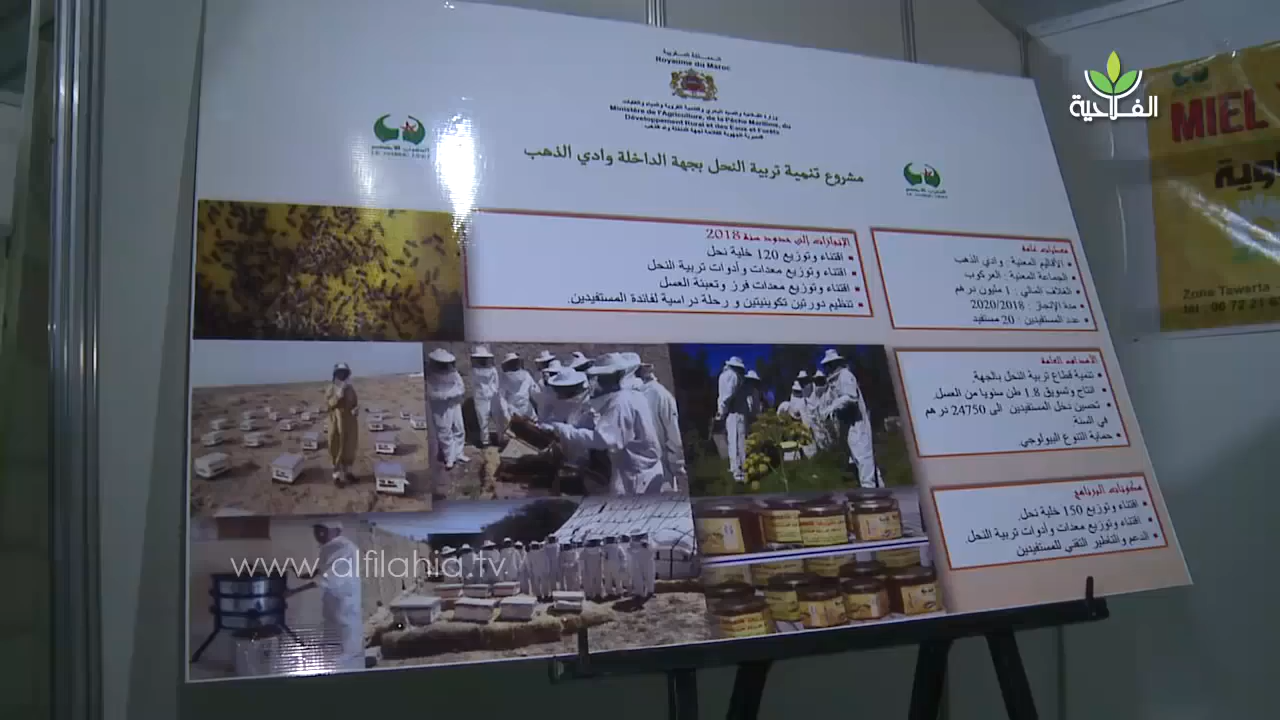 المملكة المغربية
Royaume du Maroc
وزارة الفلاحة والصيد البحري والتنمية القروية والمياه والغابات
Ministère de l'Agriculture, de la Pêche Maritime, du
Développement Rural et des Eaux et Forêts
المديرية الجهوية للفلاحة لجهة الداخلة واد الذهب
مشروع تنمية تربية النحل بجهة الداخلة وادي الذهب
الإنجازات إلى حدود سنة 2018
اقتناء وتوزيع 120 خلية نحل
اقتناء وتوزيع معدات وأدوات تربية النحل
اقتناء وتوزيع معدات فرز وتعبئة العسل
تنظيم دورتين تكوينيتين و رحلة دراسية لفائدة المستفيدين.
معطيات عامة
الأقاليم المعنية : وادي الذهب
الجماعة المعنية : العركوب
الغلاف المالي : 1 مليون درهم
مدة الإنجاز : 2020/2018
عدد المستفيدين : 20 مستفيد
الأهداف العامة
تنمية قطاع تربية النحل بالجهة.
انتاج وتسويق 1.8 طن سنويا من العسل.
تحسين دخل المستفيدين الى 24750 درهم
في السنة
حماية التنوع البيولوجي.
مكونات البرنامج
اقتناء وتوزيع 150 خلية نحل.
اقتناء وتوزيع معدات وأدوات تربية النحل.
الدعم والتاطير التقني للمستفيدين
الفلاحية
MIEL
Zone Tawarta
Tel : 06 72 21 6
www.alfilahia.tv